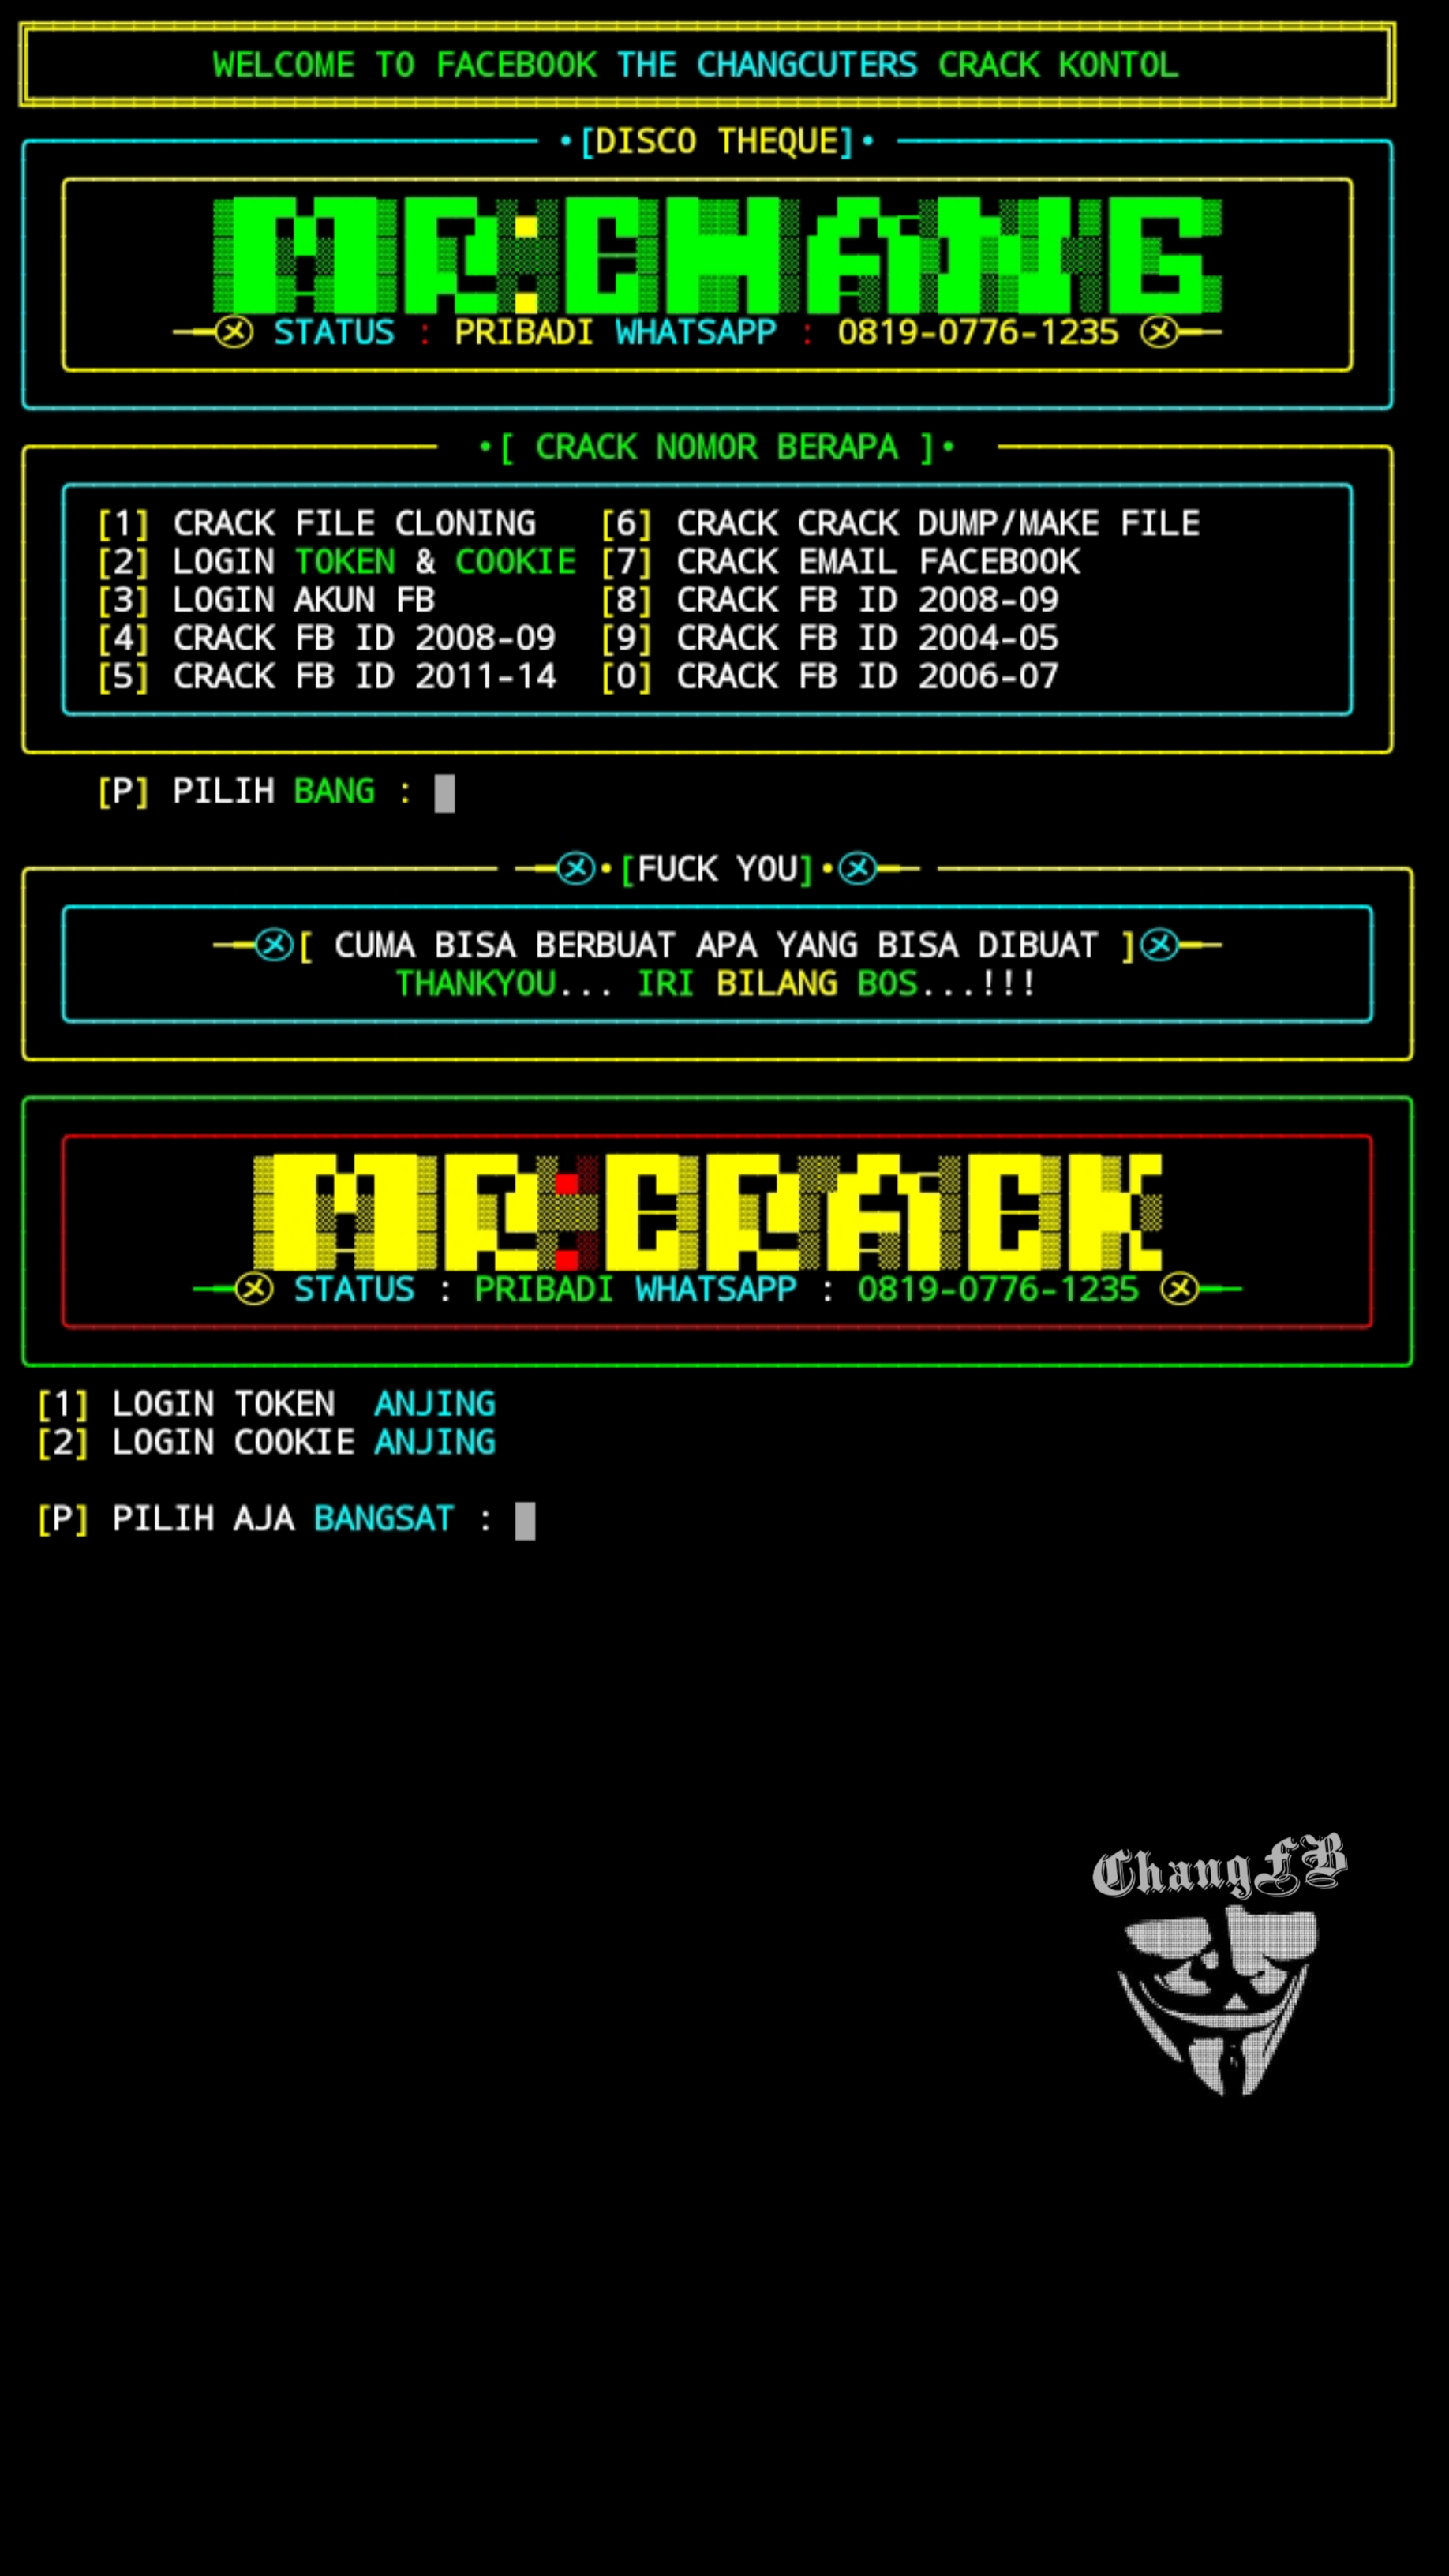 WELCOME TO FACEBOOK THE CHANGCUTERS CRACK KONTOL
•[DISCO THEQUE]•
MR:CHANG
STATUS : PRIBADI WHATSAPP : 0819-0776-1235
•[ CRACK NOMOR BERAPA ]•
[1] CRACK FILE CLONING [6] CRACK CRACK DUMP/MAKE FILE
[2] LOGIN TOKEN & COOKIE [7] CRACK EMAIL FACEBOOK
[3] LOGIN AKUN FB [8] CRACK FB ID 2008-09
[4] CRACK FB ID 2008-09 [9] CRACK FB ID 2004-05
[5] CRACK FB ID 2011-14 [0] CRACK FB ID 2006-07
[P] PILIH BANG :
•[FUCK YOU]•
[ CUMA BISA BERBUAT APA YANG BISA DIBUAT ]
THANKYOU... IRI BILANG BOS...!!!
MR:CRACK
STATUS : PRIBADI WHATSAPP : 0819-0776-1235
[1] LOGIN TOKEN ANJING
[2] LOGIN COOKIE ANJING
[P] PILIH AJA BANGSAT :
ChangFB